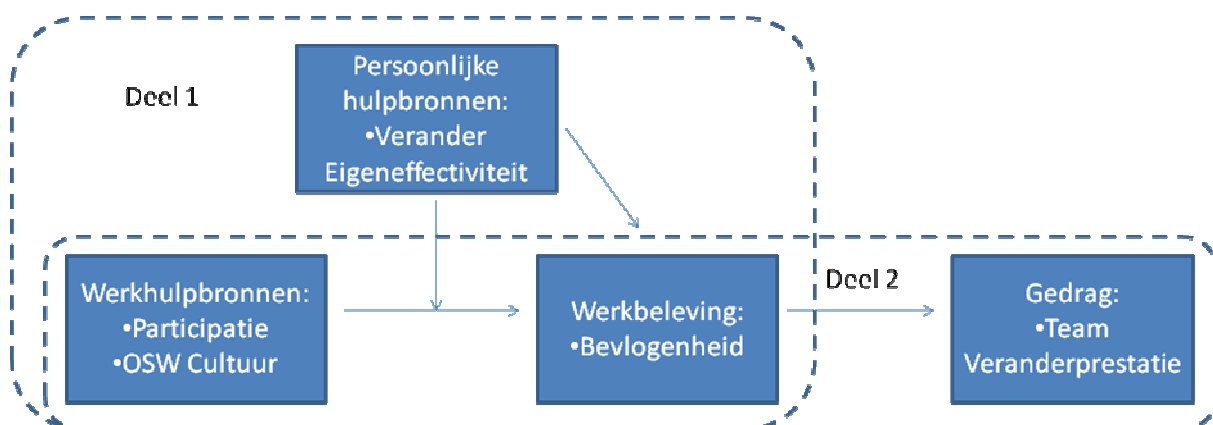 Deel 1
Persoonlijke
hulpbronnen:
•Verander
Eigeneffectiviteit
Werkhulpbronnen:
•Participatie
•OSW Cultuur
Werkbeleving:
•Bevlogenheid
Deel 2
Gedrag:
•Team
Veranderprestatie